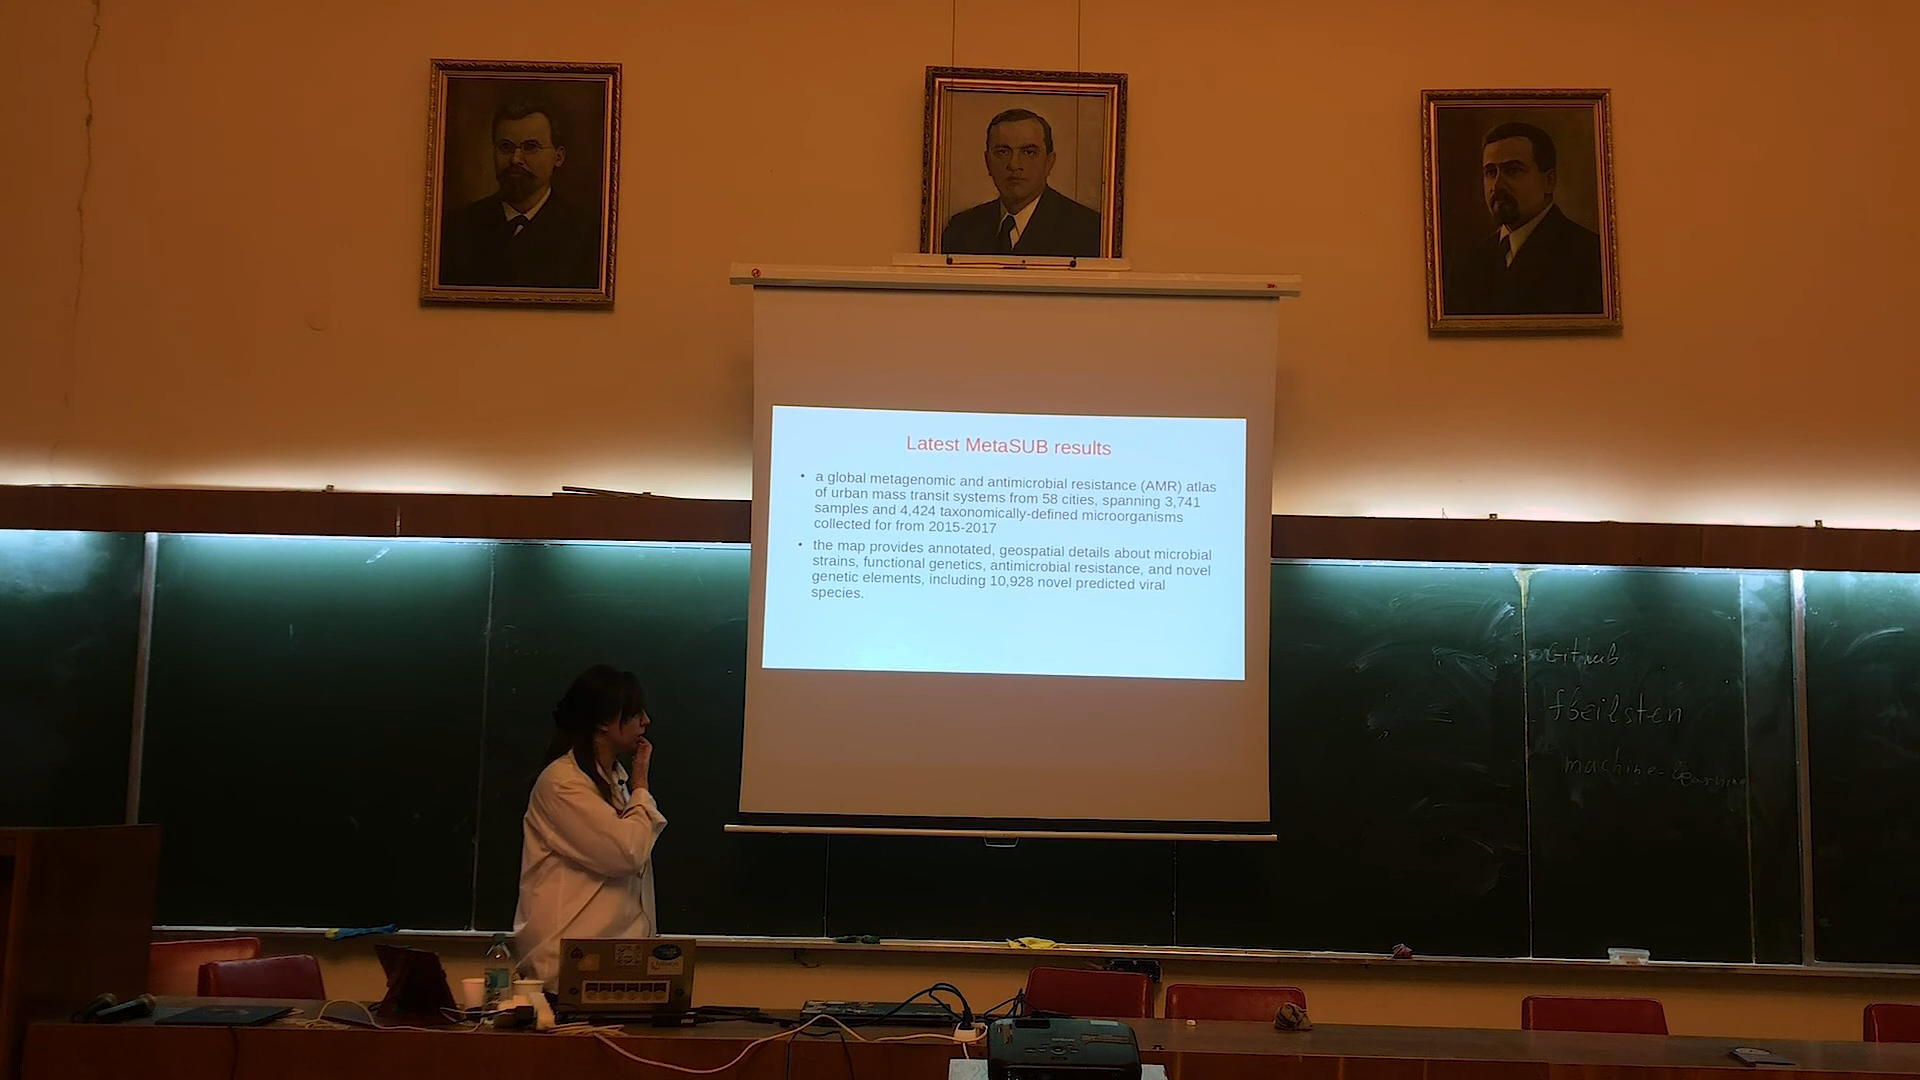 Latest MetaSUB results
• a global metagenomic and antimicrobial resistance (AMR) atlas
of urban mass transit systems from 58 cities, spanning 3,741
samples and 4,424 taxonomically-defined microorganisms
collected for from 2015-2017
• the map provides annotated, geospatial details about microbial
strains, functional genetics, antimicrobial resistance, and novel
genetic elements, including 10,928 novel predicted viral
species.
GitHub
fbeilsten
machine-learning